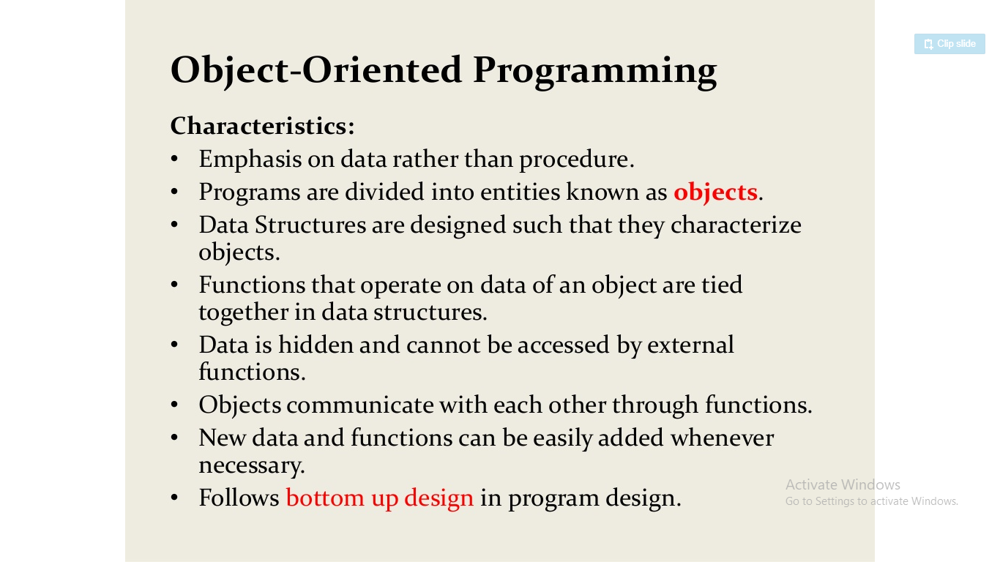 Clip slide
Object-Oriented Programming
Characteristics:
• Emphasis on data rather than procedure.
• Programs are divided into entities known as objects.
• Data Structures are designed such that they characterize
objects.
• Functions that operate on data of an object are tied
together in data structures.
• Data is hidden and cannot be accessed by external
functions.
• Objects communicate with each other through functions.
• New data and functions can be easily added whenever
necessary.
• Follows bottom up design in program design.
Activate Windows
Go to Settings to activate Windows.